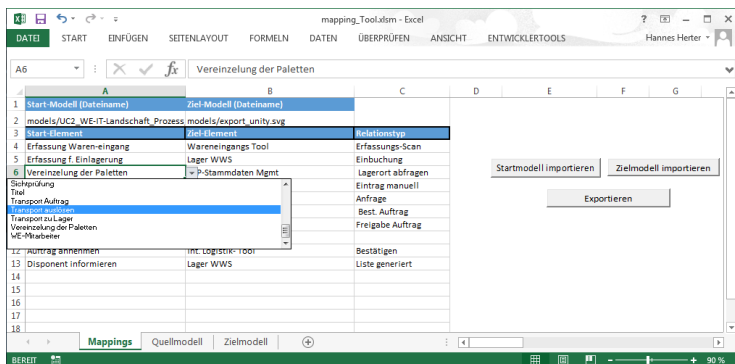 mapping_Tool.xlsm - Excel
DATEI START EINFÜGEN SEITENLAYOUT FORMELN DATEN ÜBERPRÜFEN ANSICHT ENTWICKLERTOOLS Hannes Herter
A6 fx Vereinzelung der Paletten
A B C D E F G
1 Start-Modell (Dateiname) Ziel-Modell (Dateiname)
2 models/UC2_WE-IT-Landschaft_Prozess models/export_unity.svg
3 Start-Element Ziel-Element Relationstyp
4 Erfassung Waren-eingang Wareneingangs Tool Erfassungs-Scan
5 Erfassung f. Einlagerung Lager WWS Einbuchung
6 Vereinzelung der Paletten P-Stammdaten Mgmt Lagerort abfragen
Startmodell importieren Zielmodell importieren
Sichtprüfung Eintrag manuell
Titel
Transport Auftrag Anfrage
Transport auslösen Best. Auftrag
Exportieren
Transport zu Lager
Vereinzelung der Paletten Freigabe Auftrag
WE-Mitarbeiter
12 Auftrag annehmen Int. Logistik- Tool Bestätigen
13 Disponent informieren Lager WWS Liste generiert
14
15
16
17
18
Mappings Quellmodell Zielmodell
BEREIT 90 %